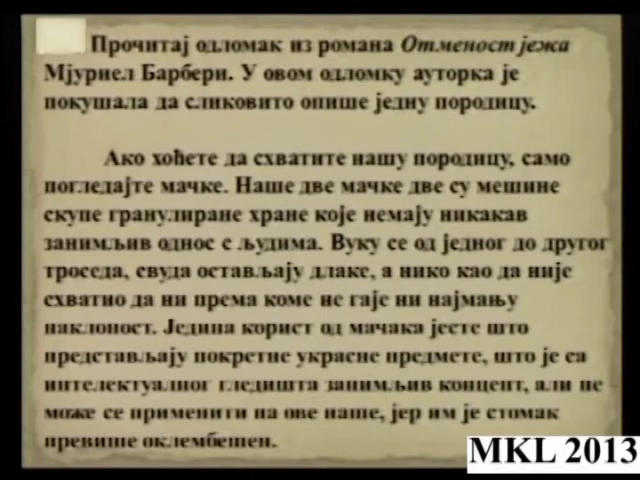 Прочитај одломак из романа Отменост јежа
Мјуриел Барбери. У овом одломку ауторка је
покушала да сликовито опише једну породицу.
Ако хоћете да схватите нашу породицу, само
погледајте мачке. Наше две мачке две су мешине
скупе гранулиране хране које немају никакав
занимљив однос с људима. Вуку се од једног до другог
троседа, свуда остављају длаке, а нико као да није
схватио да ни према коме не гаје ни најмању
наклоност. Једина корист од мачака јесте што
представљају покретне украсне предмете, што је са
интелектуалног гледишта занимљив концепт, али не
може се применити на ове наше, јер им је стомак
превише оклембешен.
MKL 2013